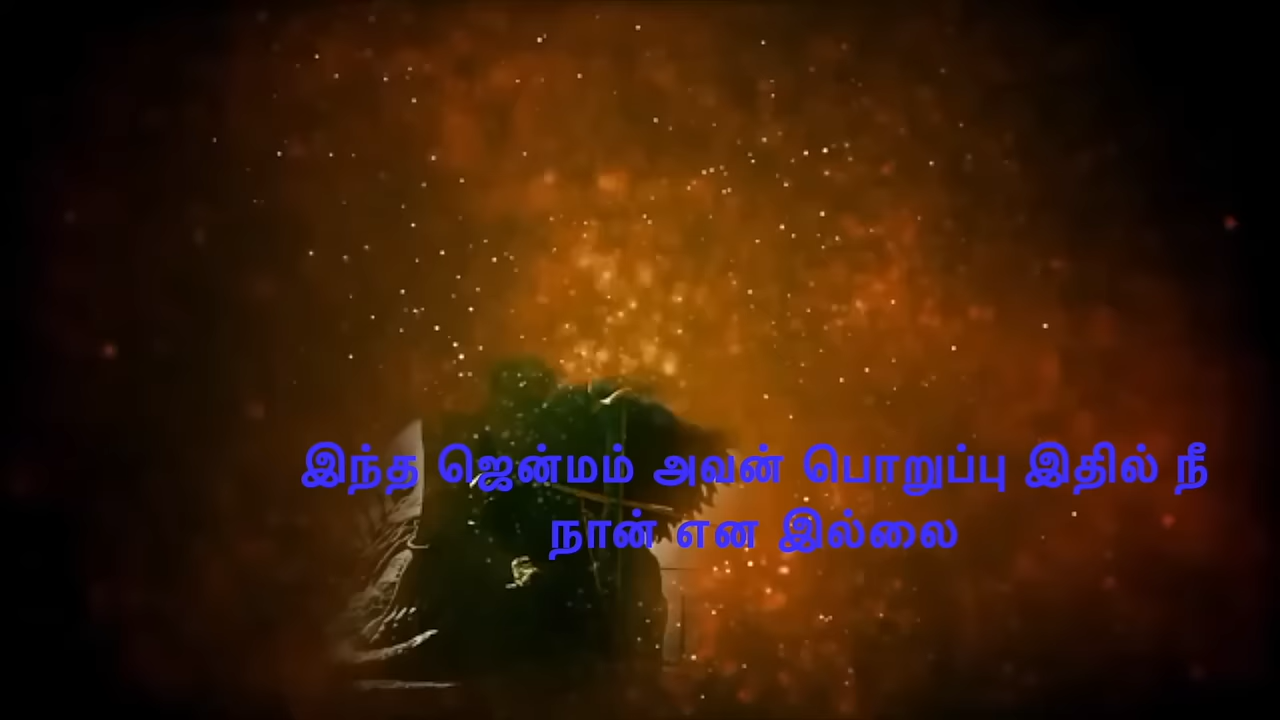 இந்த ஜென்மம் அவன் பொறுப்பு இதில் நீ
நான் என இல்லை